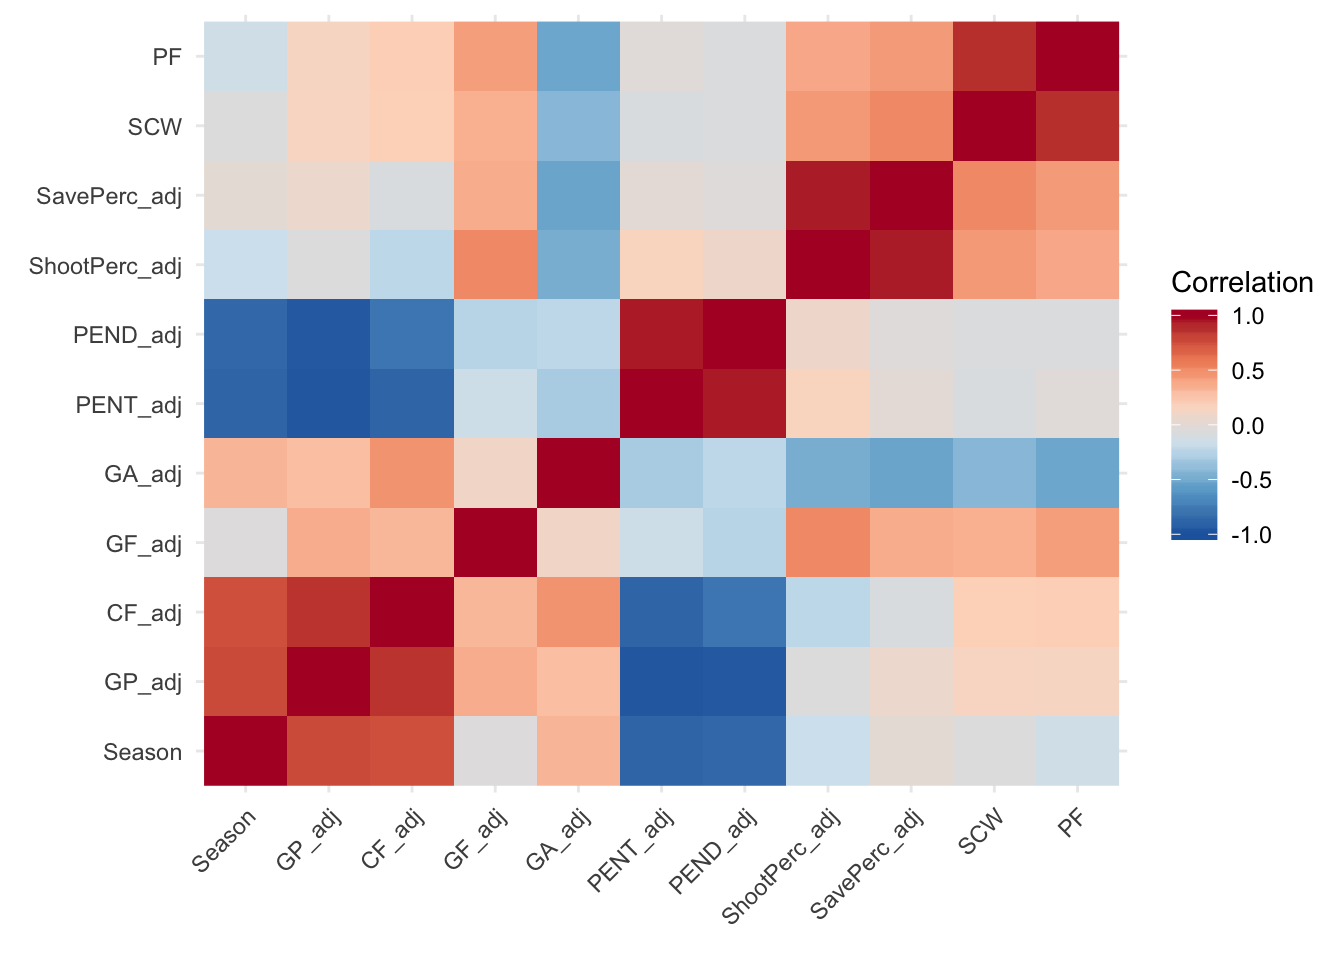 PF
SCW
SavePerc_adj
ShootPerc_adj
PEND_adj
PENT_adj
GA_adj
GF_adj
CF_adj
GP_adj
Season
Season
GP_adj
CF_adj
GF_adj
GA_adj
PENT_adj
PEND_adj
ShootPerc_adj
SavePerc_adj
SCW
PF
Correlation
1.0
0.5
0.0
-0.5
-1.0